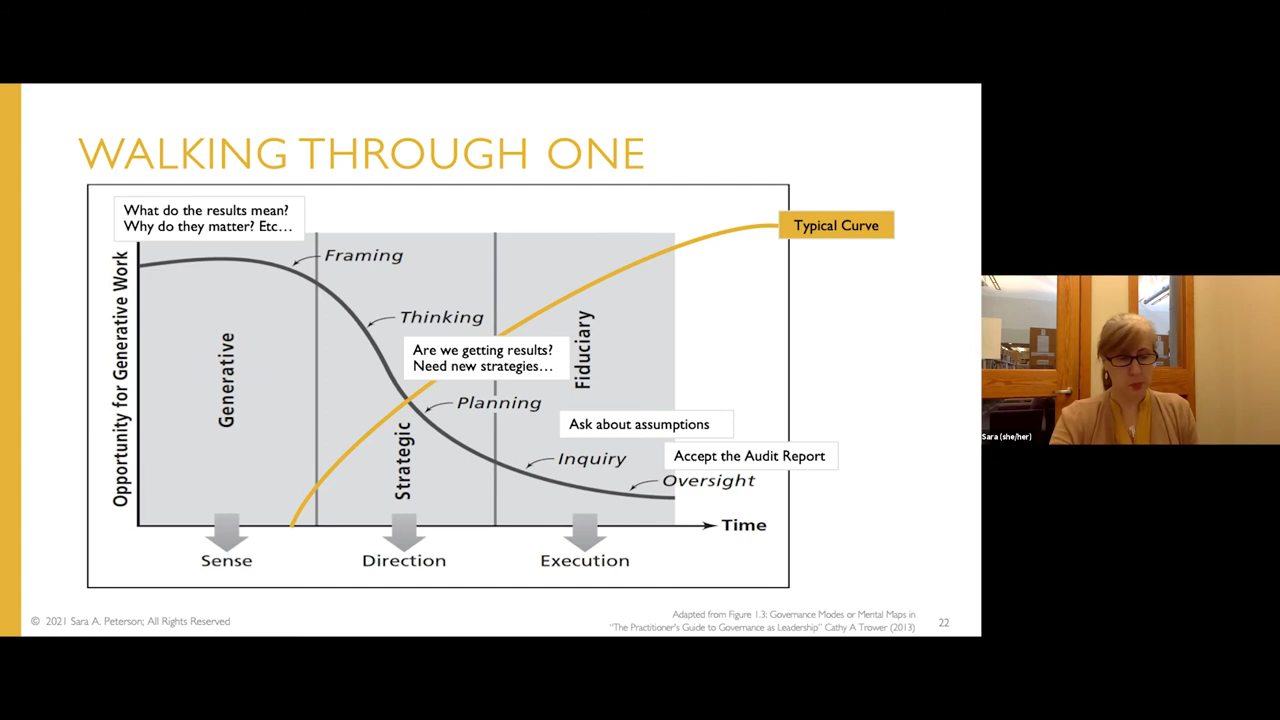 WALKING THROUGH ONE
What do the results mean?
Why do they matter? Etc…
Typical Curve
Opportunity for Generative Work
Framing
Thinking
Generative
Fiduciary
Are we getting results?
Need new strategies…
Planning
Strategic
Ask about assumptions
Inquiry
Accept the Audit Report
Oversight
Time
Sense
Direction
Execution
© 2021 Sara A. Peterson; All Rights Reserved
Adapted from Figure 1.3: Governance Modes or Mental Maps in
"The Practitioner's Guide to Governance as Leadership" Cathy A Trower (2013)
22
Sara (she/her)